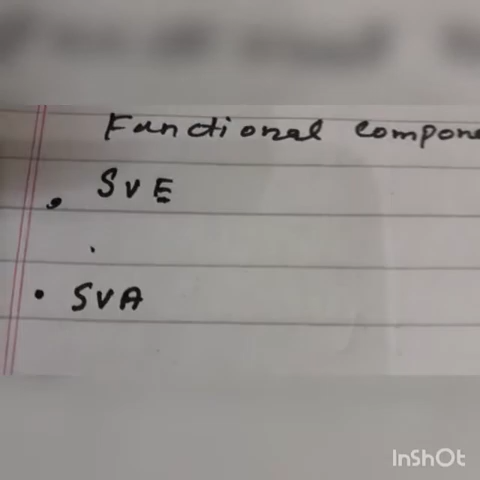 Functional compone
• SVE
• SVA
InShOt